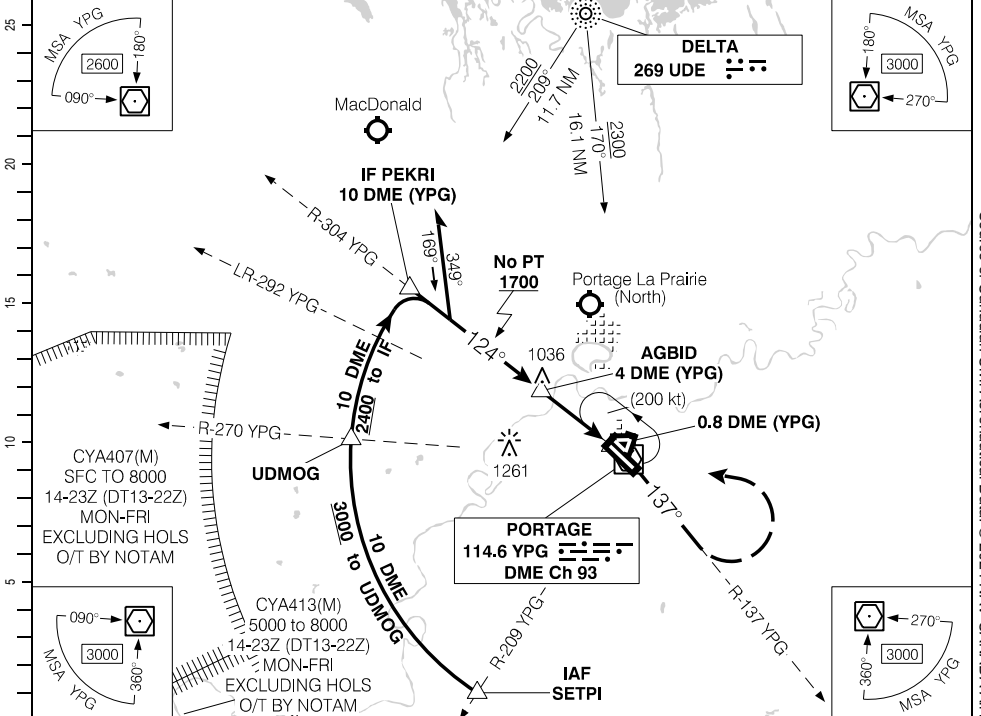 25
20
15
10
5
MSA YPG
180°
2600
090°
MSA YPG
180°
3000
270°
DELTA
269 UDE
2200
209°
11.7 NM
2300
170°
16.1 NM
MacDonald
IF PEKRI
10 DME (YPG)
R-304 YPG
169°
349°
No PT
1700
Portage La Prairie
(North)
LR-292 YPG
124°
1036
AGBID
4 DME (YPG)
(200 kt)
10 DME
2400 to IF
0.8 DME (YPG)
R-270 YPG
UDMOG
1261
CYA407(M)
SFC TO 8000
14-23Z (DT13-22Z)
MON-FRI
EXCLUDING HOLS
O/T BY NOTAM
137°
PORTAGE
114.6 YPG
DME Ch 93
10 DME
3000 to UDMOG
R-209 YPG
R-137 YPG
CYA413(M)
5000 to 8000
14-23Z (DT13-22Z)
MON-FRI
EXCLUDING HOLS
O/T BY NOTAM
IAF
SETPI
090°
3000
360°
MSA YPG
270°
3000
360°
MSA YPG